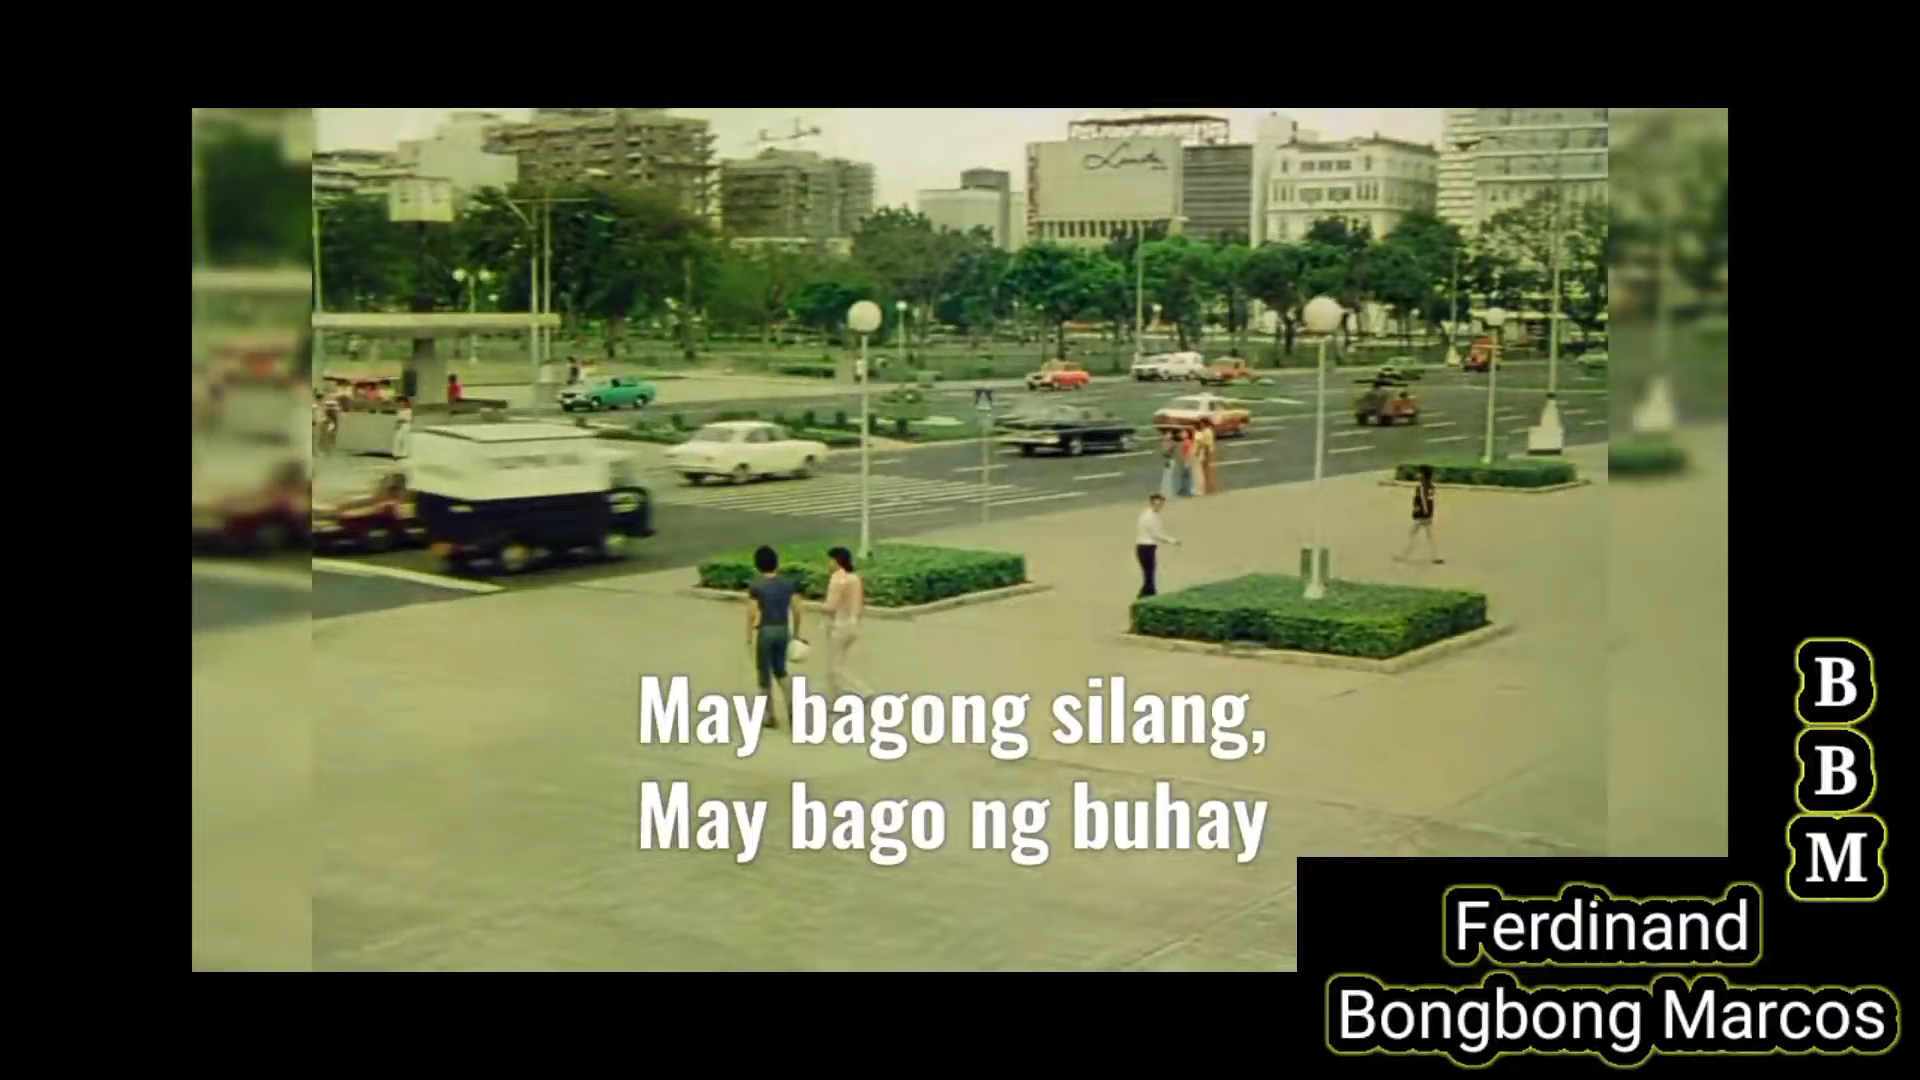 May bagong silang,
May bago ng buhay
B
B
M
Ferdinand
Bongbong Marcos